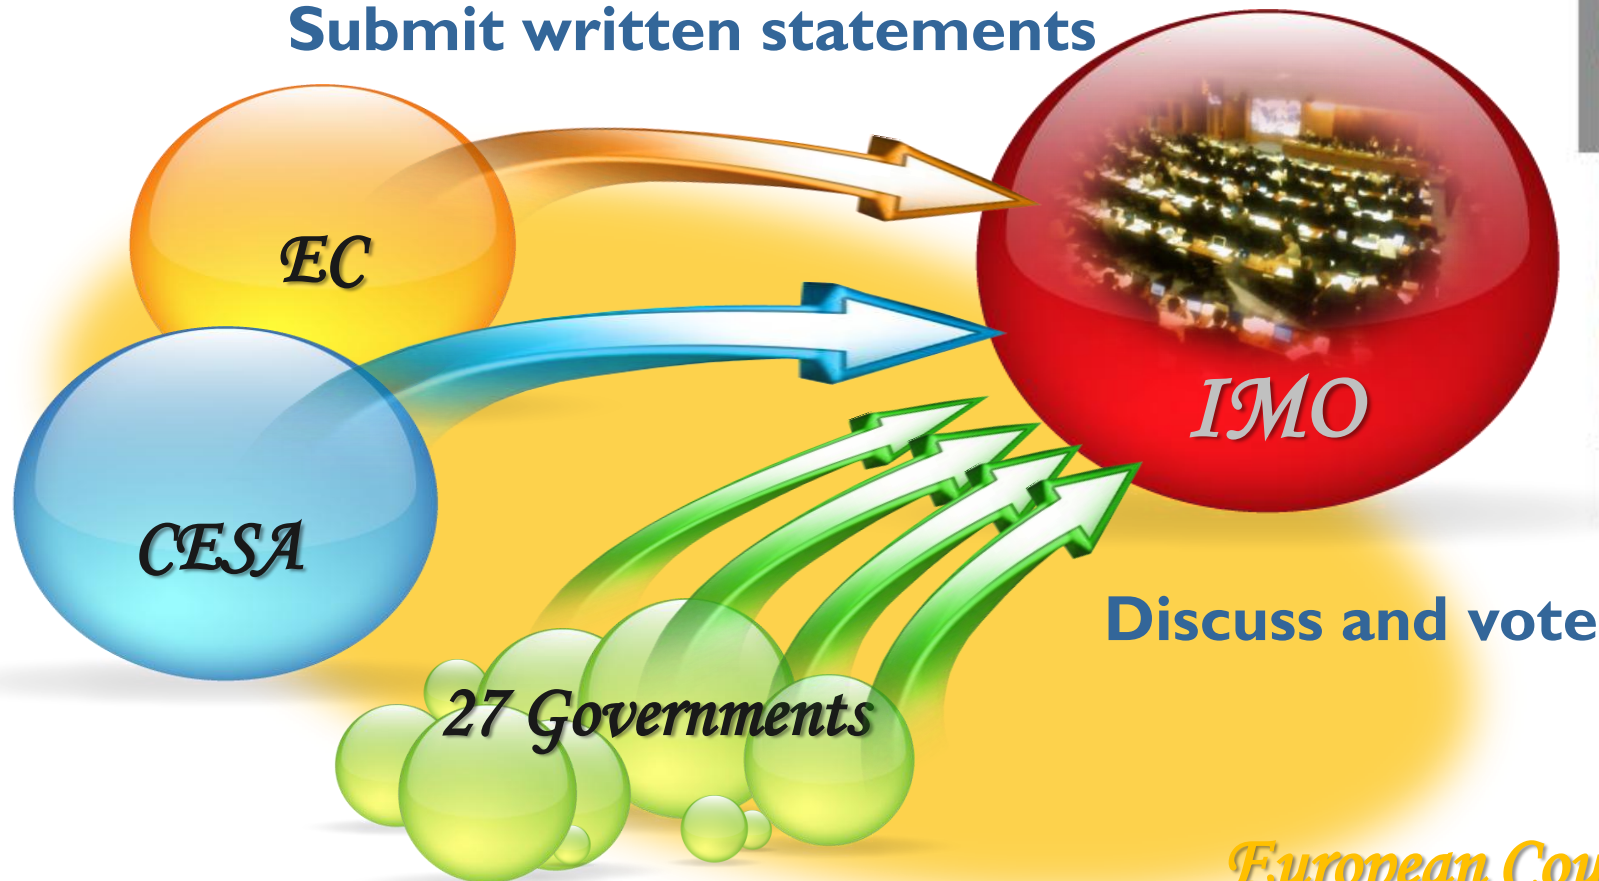 Submit written statements
EC
IMO
CESA
Discuss and vote
27 Governments
European